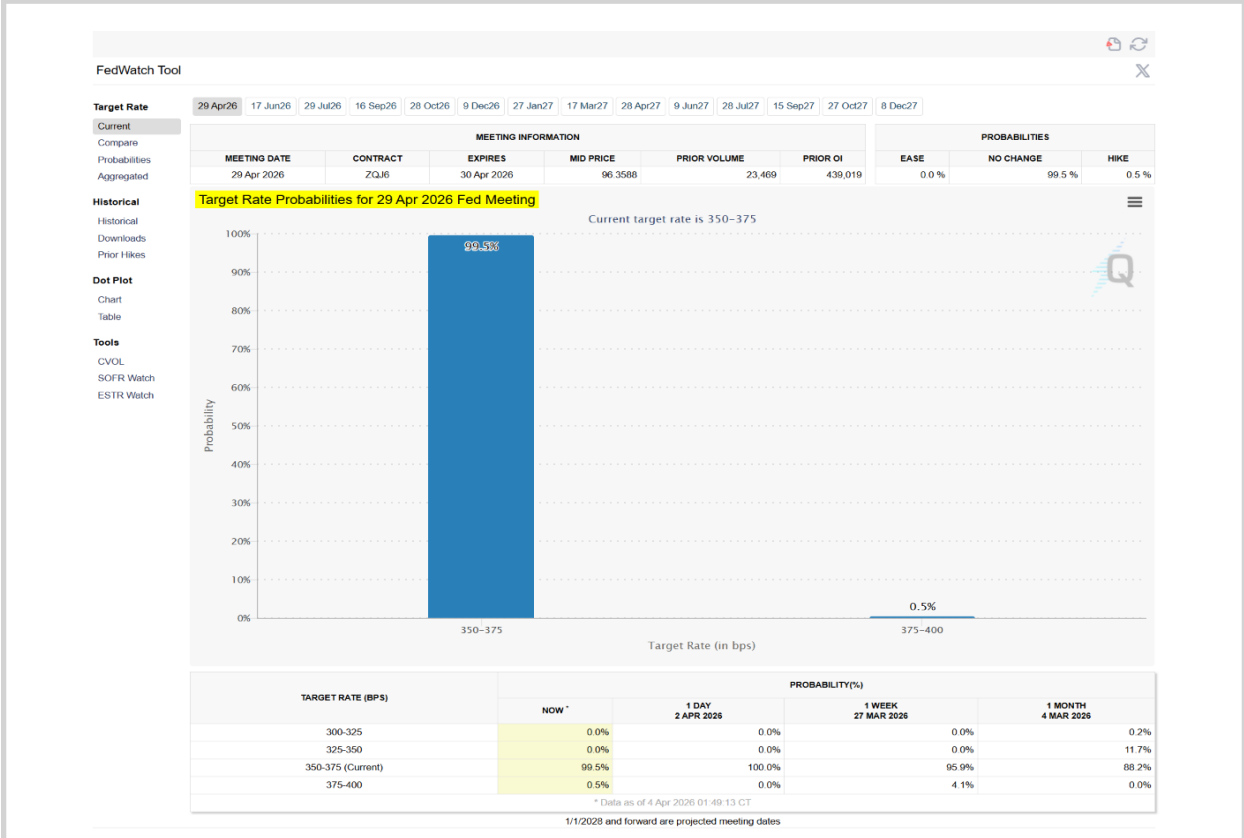 FedWatch Tool
Target Rate
Current
Compare
Probabilities
Aggregated
Historical
Historical
Downloads
Prior Hikes
Dot Plot
Chart
Table
Tools
CVOL
SOFR Watch
ESTR Watch
29 Apr26 17 Jun26 29 Jul26 16 Sep26 28 Oct26 9 Dec26 27 Jan27 17 Mar27 28 Apr27 9 Jun27 28 Jul27 15 Sep27 27 Oct27 8 Dec27
MEETING INFORMATION PROBABILITIES
MEETING DATE CONTRACT EXPIRES MID PRICE PRIOR VOLUME PRIOR OI EASE NO CHANGE HIKE
29 Apr 2026 ZQJ6 30 Apr 2026 96.3588 23,469 439,019 0.0 % 99.5 % 0.5 %
Target Rate Probabilities for 29 Apr 2026 Fed Meeting
Current target rate is 350–375
Q
Probability
100%
90%
80%
70%
60%
50%
40%
30%
20%
10%
0%
99.5%
0.5%
350–375 375–400
Target Rate (in bps)
TARGET RATE (BPS) PROBABILITY(%)
NOW * 1 DAY 1 WEEK 1 MONTH
2 APR 2026 27 MAR 2026 4 MAR 2026
300-325 0.0% 0.0% 0.0% 0.2%
325-350 0.0% 0.0% 0.0% 11.7%
350-375 (Current) 99.5% 100.0% 95.9% 88.2%
375-400 0.5% 0.0% 4.1% 0.0%
* Data as of 4 Apr 2026 01:49:13 CT
1/1/2028 and forward are projected meeting dates